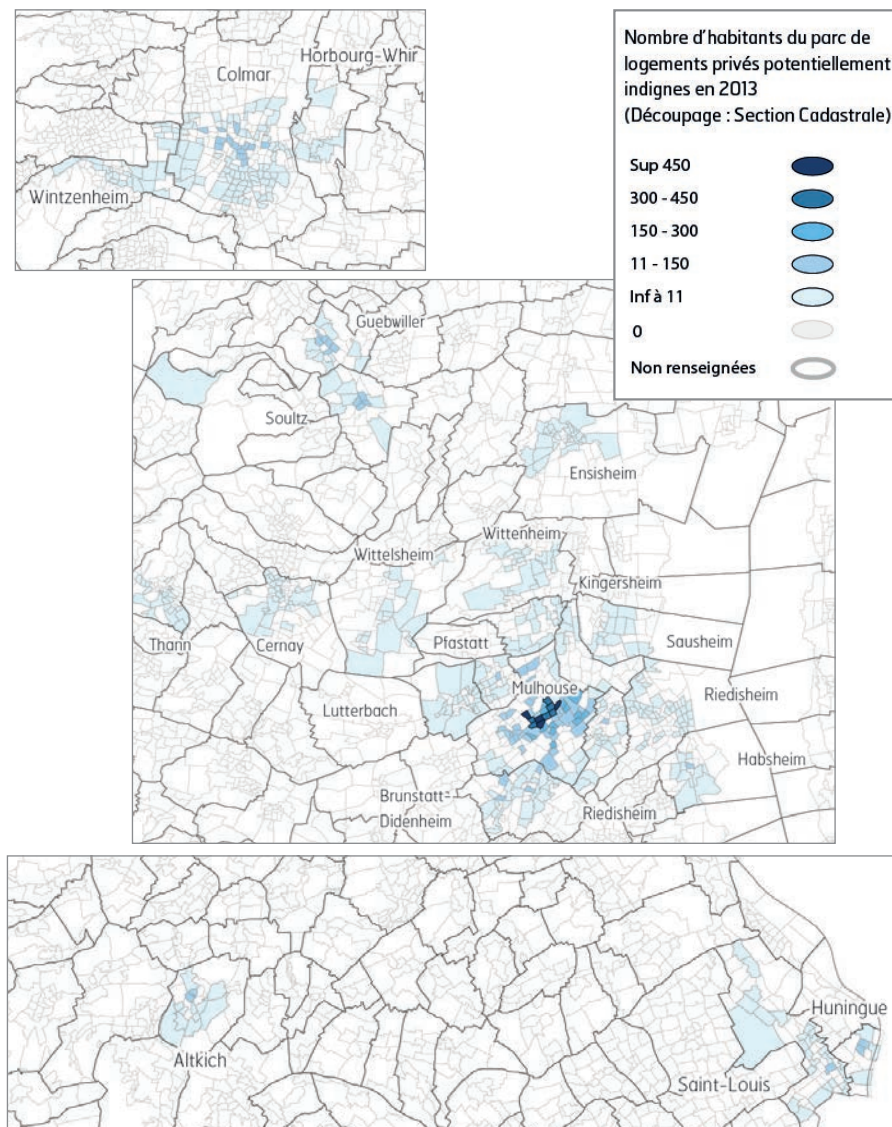 Horbourg-Whir
Colmar
Wintzenheim
Nombre d'habitants du parc de
logements privés potentiellement
indignes en 2013
(Découpage : Section Cadastrale)
Sup 450
300 - 450
150 - 300
11 - 150
Inf à 11
0
Non renseignées
Guebwiller
Soultz
Ensisheim
Wittenheim
Wittelsheim
Kingersheim
Thann
Cernay
Pfastatt
Sausheim
Mulhouse
Riedisheim
Lutterbach
Habsheim
Brunstatt-
Didenheim
Riedisheim
Huningue
Altkich
Saint-Louis